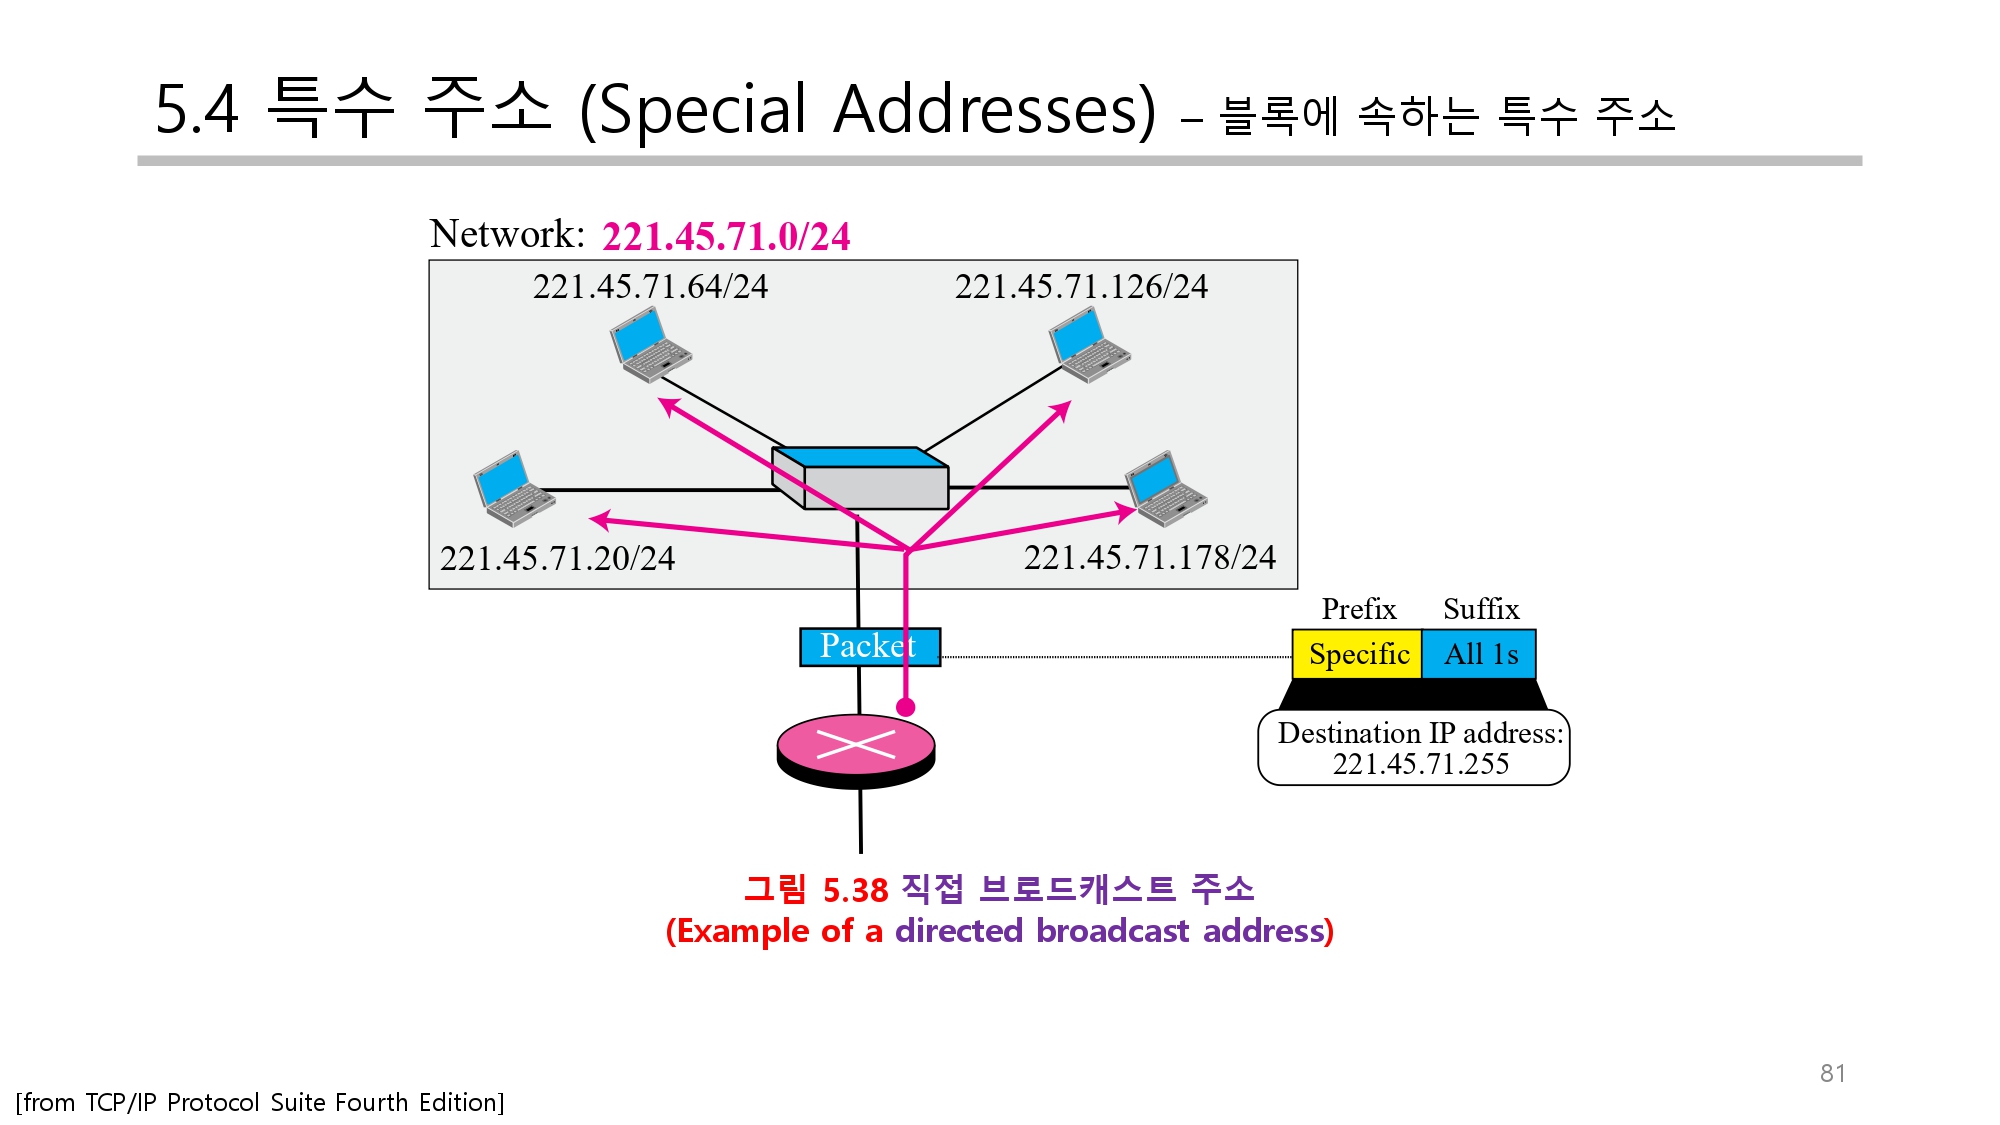 5.4 특수 주소 (Special Addresses) – 블록에 속하는 특수 주소
Network: 221.45.71.0/24
221.45.71.64/24
221.45.71.126/24
221.45.71.20/24
221.45.71.178/24
Packet
Prefix Suffix
Specific All 1s
Destination IP address:
221.45.71.255
그림 5.38 직접 브로드캐스트 주소
(Example of a directed broadcast address)
81
[from TCP/IP Protocol Suite Fourth Edition]